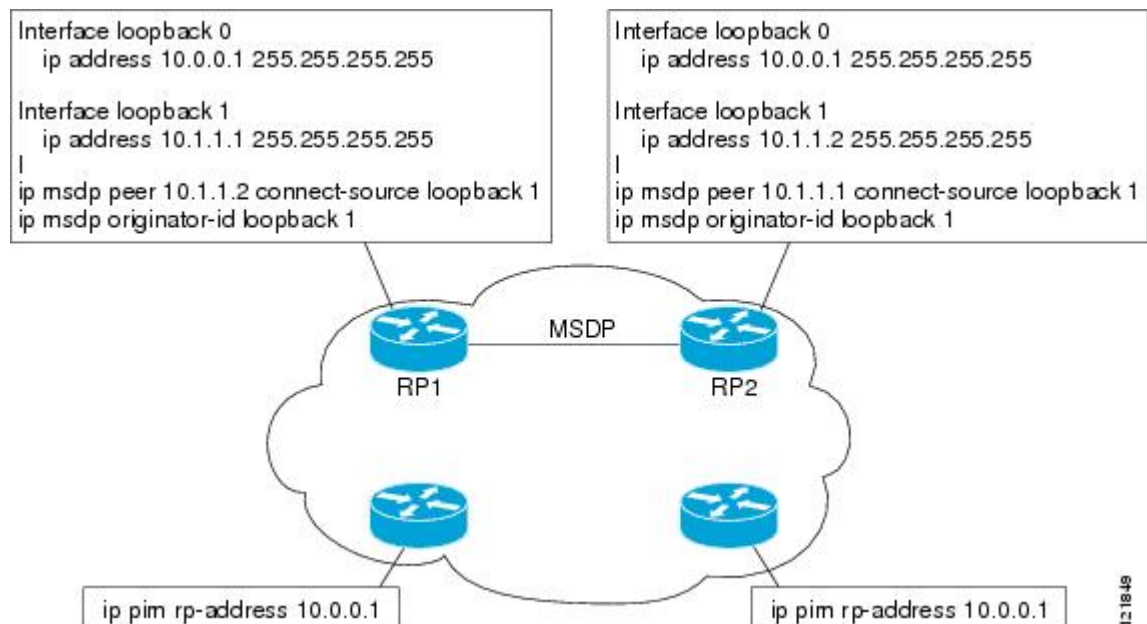 Interface loopback 0
ip address 10.0.0.1 255.255.255.255
Interface loopback 1
ip address 10.1.1.1 255.255.255.255
!
ip msdp peer 10.1.1.2 connect-source loopback 1
ip msdp originator-id loopback 1
Interface loopback 0
ip address 10.0.0.1 255.255.255.255
Interface loopback 1
ip address 10.1.1.2 255.255.255.255
!
ip msdp peer 10.1.1.1 connect-source loopback 1
ip msdp originator-id loopback 1
MSDP
RP1
RP2
ip pim rp-address 10.0.0.1
ip pim rp-address 10.0.0.1
121849